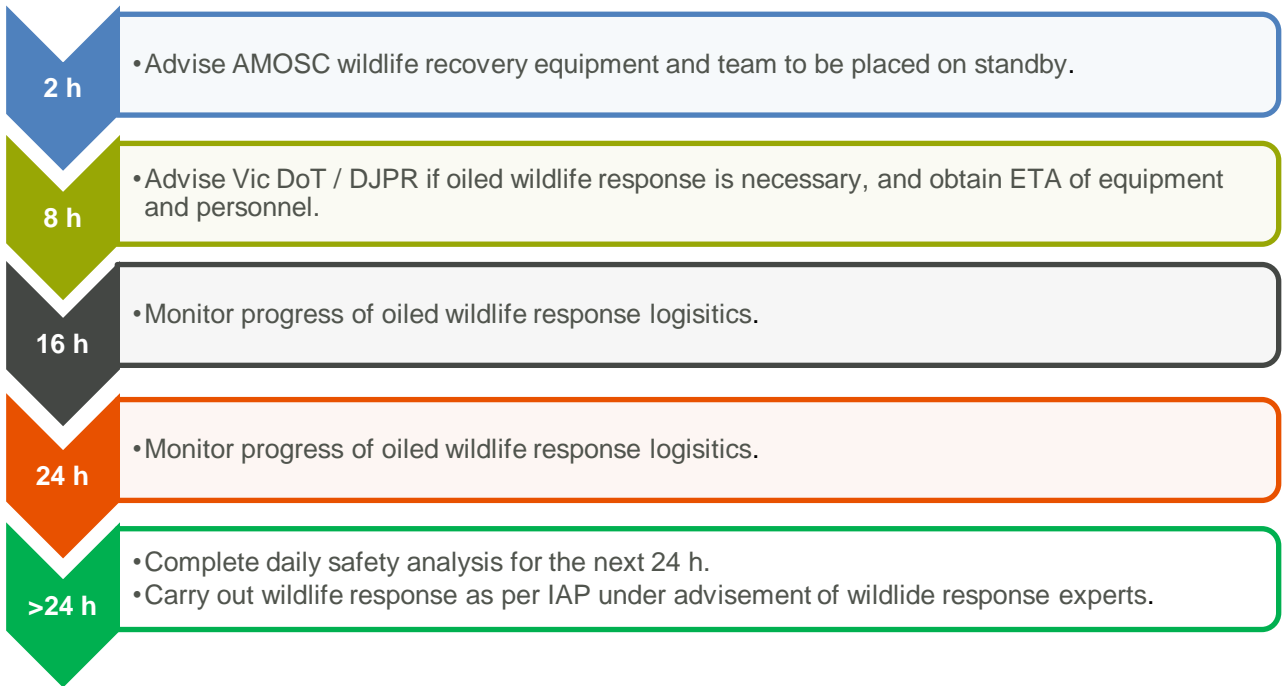 2 h
•Advise AMOSC wildlife recovery equipment and team to be placed on standby.
8 h
•Advise Vic DoT / DJPR if oiled wildlife response is necessary, and obtain ETA of equipment
and personnel.
16 h
•Monitor progress of oiled wildlife response logisitics.
24 h
•Monitor progress of oiled wildlife response logisitics.
>24 h
•Complete daily safety analysis for the next 24 h.
•Carry out wildlife response as per IAP under advisement of wildlide response experts.